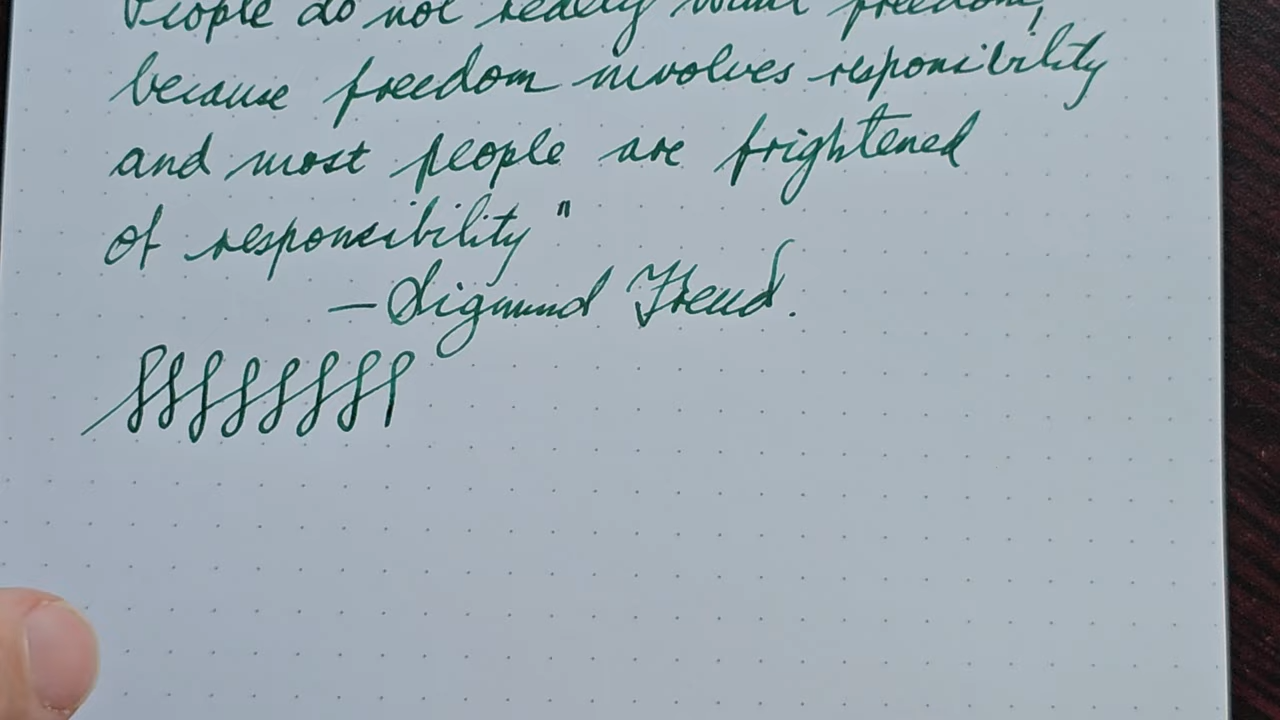 People do not really want freedom,
because freedom involves responsibility
and most people are frightened
of responsibility"
— Sigmund Freud.